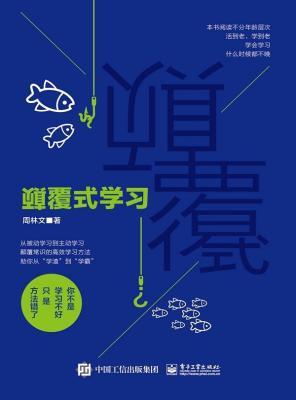 本书阅读不分年龄层次
活到老，学到老
学会学习
什么时候都不晚
颠覆
颠覆式学习
周林文 著
从被动学习到主动学习
颠覆常识的高效学习方法
助你从“学渣”到“学霸”
你不是
学习不好
只是
方法错了
中国工信出版集团
电子工业出版社